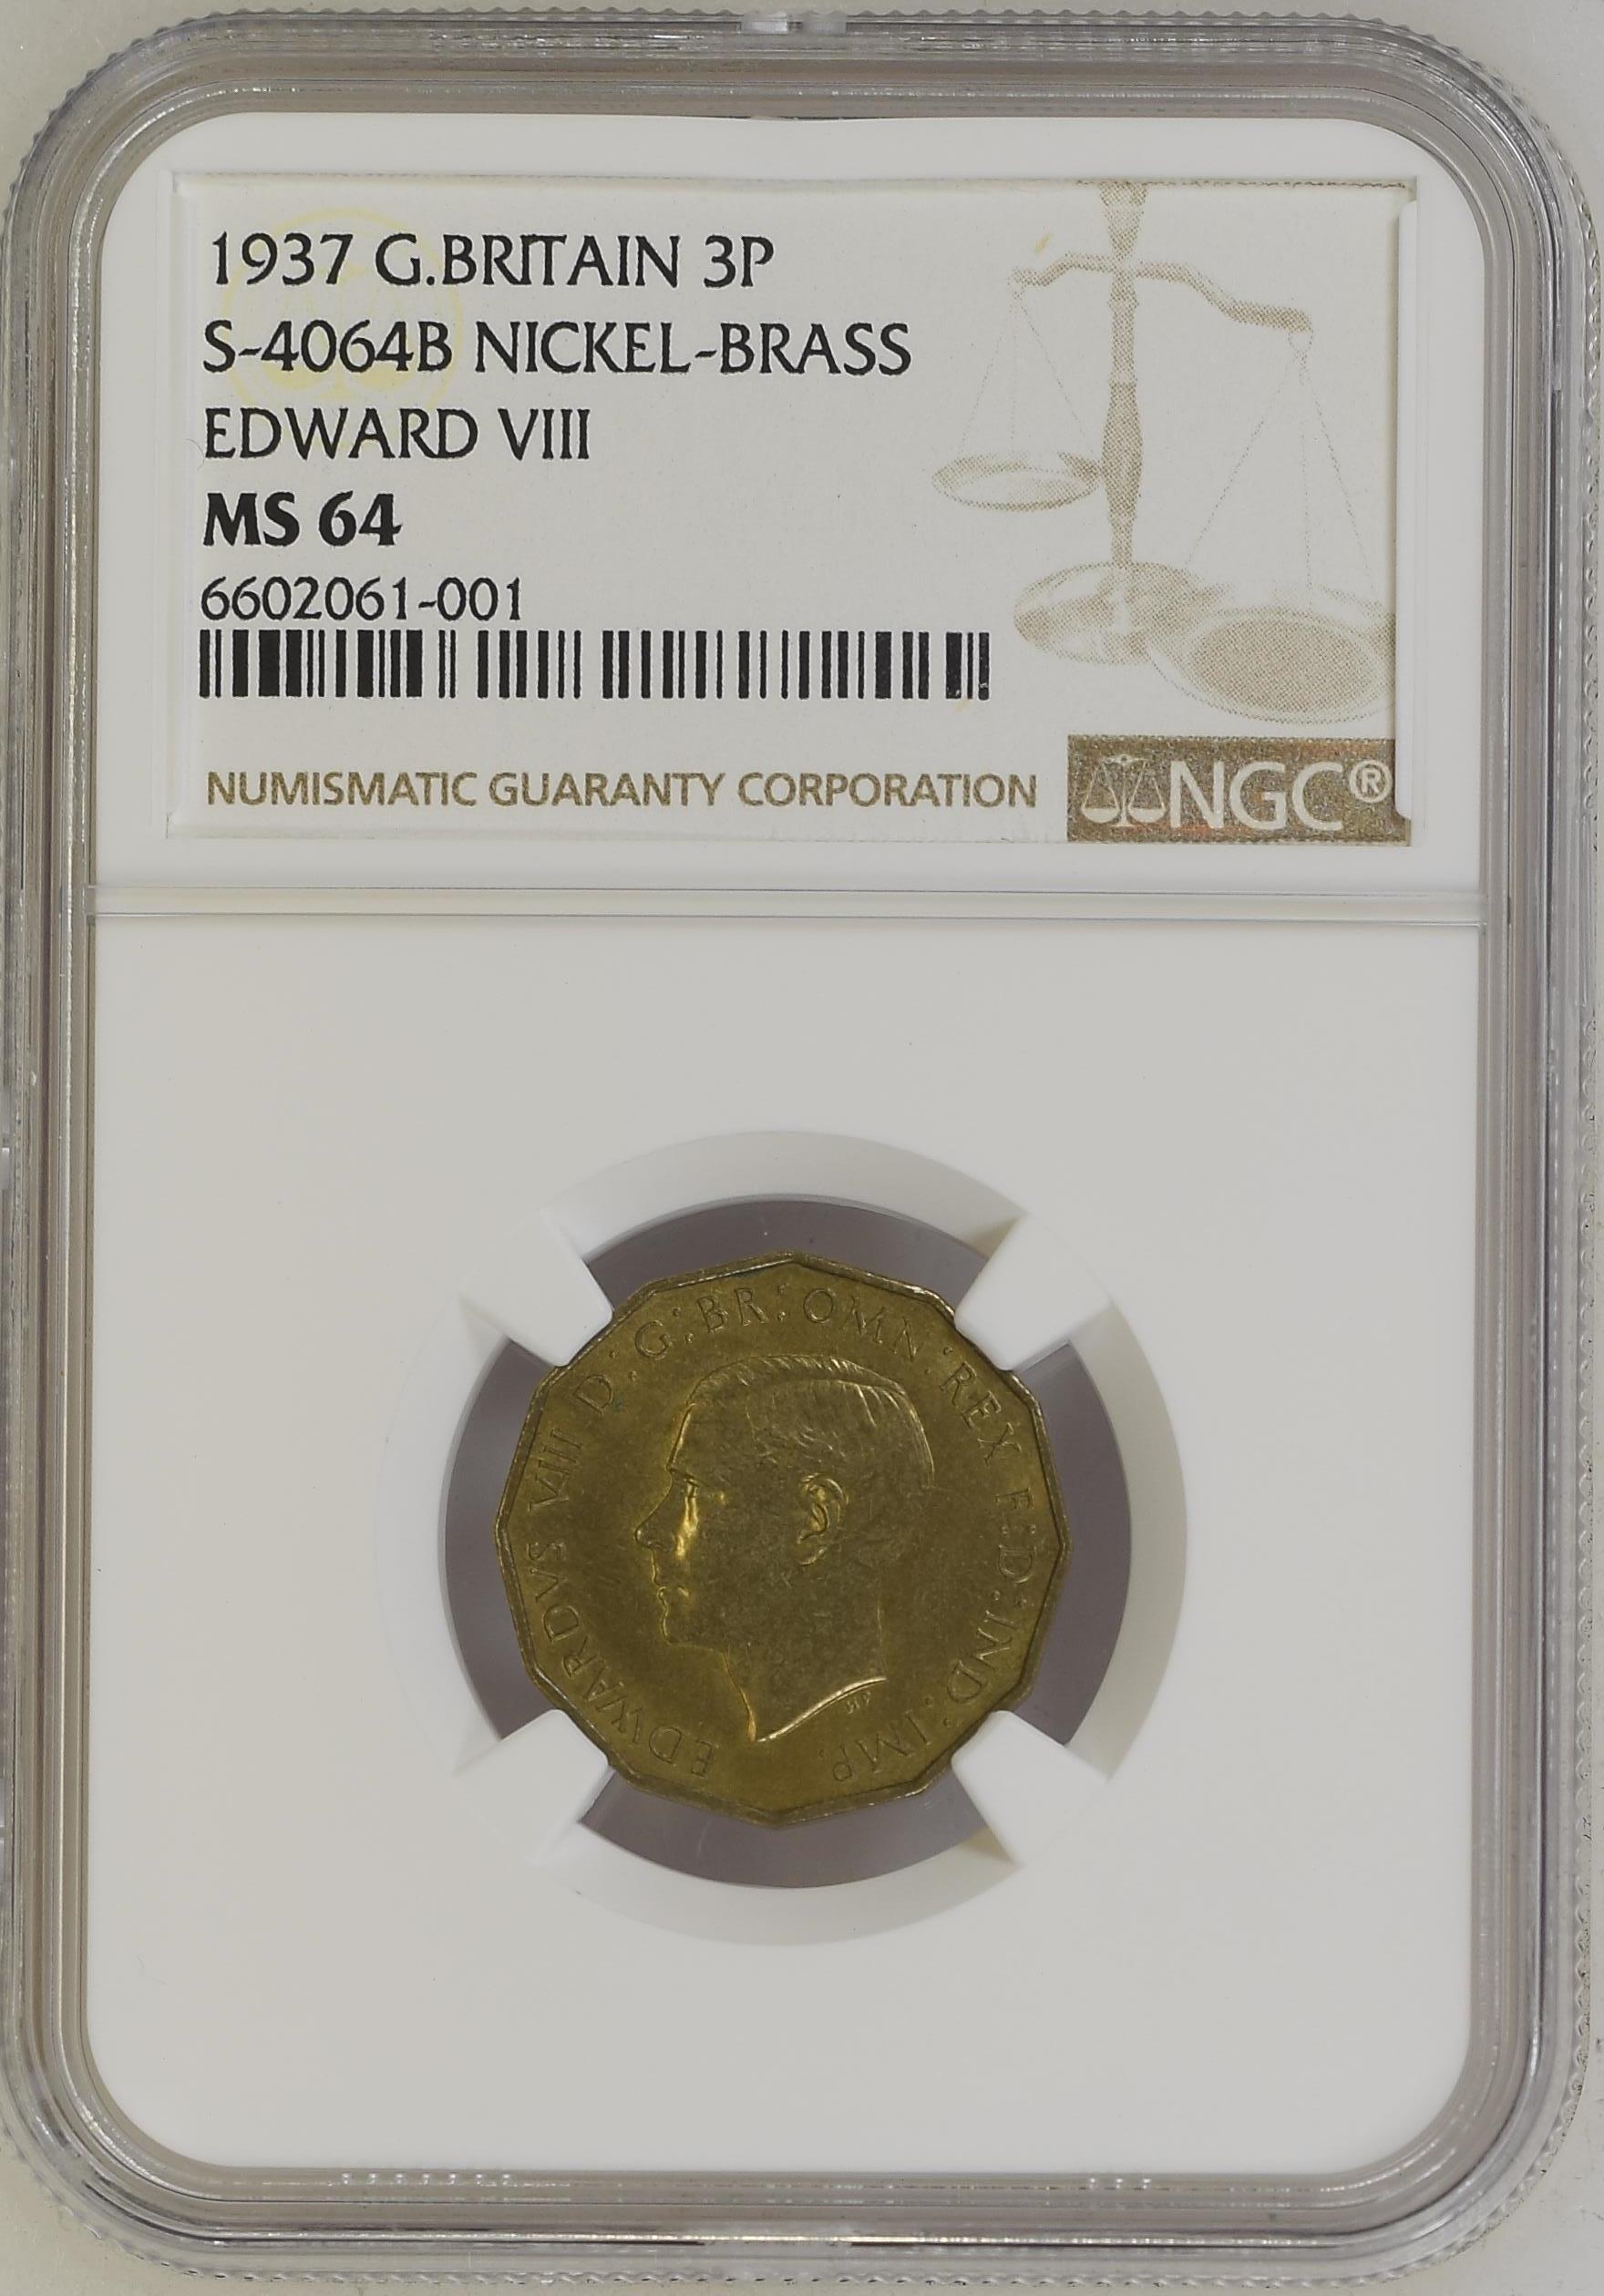 1937 G.BRITAIN 3P
S-4064B NICKEL-BRASS
EDWARD VIII
MS 64
6602061-001
NUMISMATIC GUARANTY CORPORATION
NGC®
EDWARDVS VIII D: G: BR: OMN: REX F: D: IND: IMP.
HP